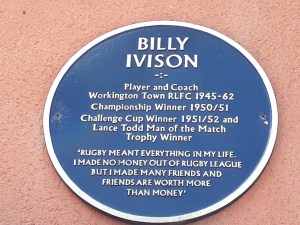 BILLY
IVISON
-:-
Player and Coach
Workington Town RLFC 1945-62
Championship Winner 1950/51
Challenge Cup Winner 1951/52 and
Lance Todd Man of the Match
Trophy Winner
'RUGBY MEANT EVERYTHING IN MY LIFE.
I MADE NO MONEY OUT OF RUGBY LEAGUE
BUT I MADE MANY FRIENDS AND
FRIENDS ARE WORTH MORE
THAN MONEY'